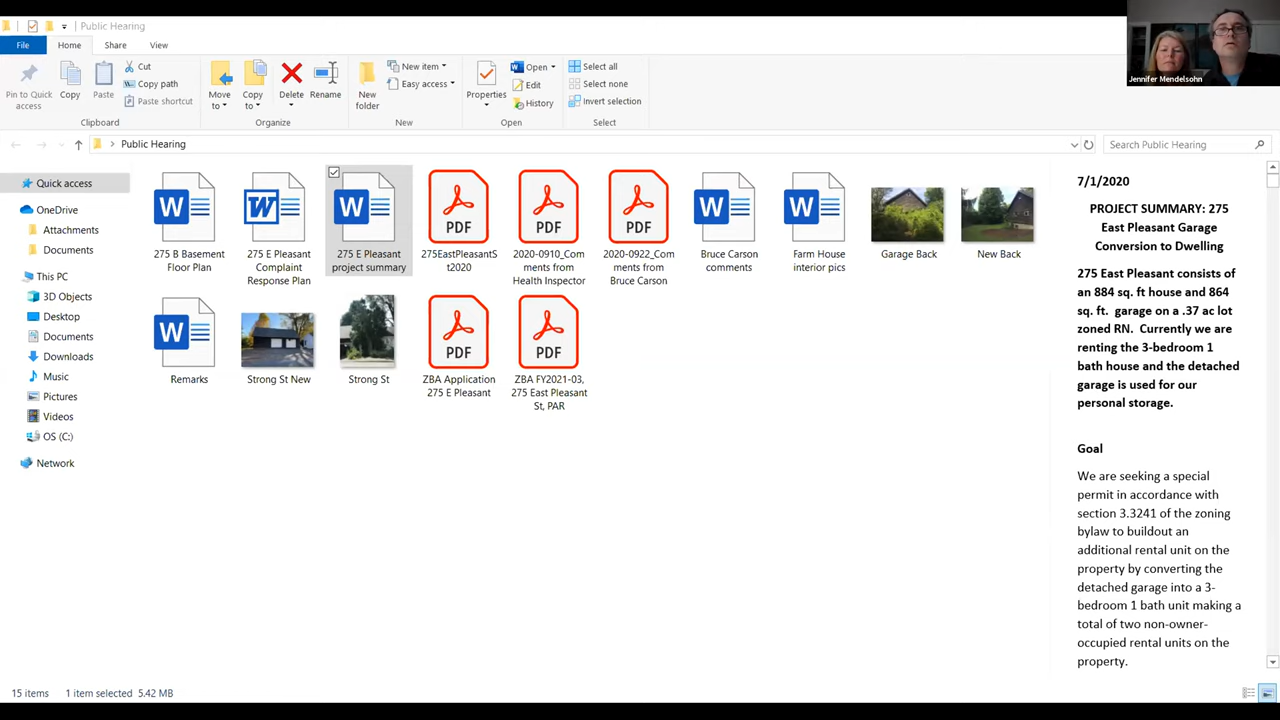 Public Hearing
File Home Share View
Pin to Quick access
Copy
Paste
Cut
Copy path
Paste shortcut
Clipboard
Move to
Copy to
Delete
Rename
Organize
New folder
New item
Easy access
New
Properties
Open
Edit
History
Open
Select all
Select none
Invert selection
Select
Jennifer Mendelsohn
Public Hearing
Search Public Hearing
Quick access
OneDrive
Attachments
Documents
This PC
3D Objects
Desktop
Documents
Downloads
Music
Pictures
Videos
OS (C:)
Network
275 B Basement
Floor Plan
275 E Pleasant
Complaint
Response Plan
275 E Pleasant
project summary
PDF
275EastPleasantS
t2020
PDF
2020-0910_Com
ments from
Health Inspector
PDF
2020-0922_Com
ments from
Bruce Carson
Bruce Carson
comments
Farm House
interior pics
Garage Back
New Back
Remarks
Strong St New
Strong St
PDF
ZBA Application
275 E Pleasant
PDF
ZBA FY2021-03,
275 East Pleasant
St, PAR
7/1/2020
PROJECT SUMMARY: 275
East Pleasant Garage
Conversion to Dwelling
275 East Pleasant consists of
an 884 sq. ft house and 864
sq. ft. garage on a .37 ac lot
zoned RN. Currently we are
renting the 3-bedroom 1
bath house and the detached
garage is used for our
personal storage.
Goal
We are seeking a special
permit in accordance with
section 3.3241 of the zoning
bylaw to buildout an
additional rental unit on the
property by converting the
detached garage into a 3-
bedroom 1 bath unit making a
total of two non-owner-
occupied rental units on the
property.
15 items 1 item selected 5.42 MB